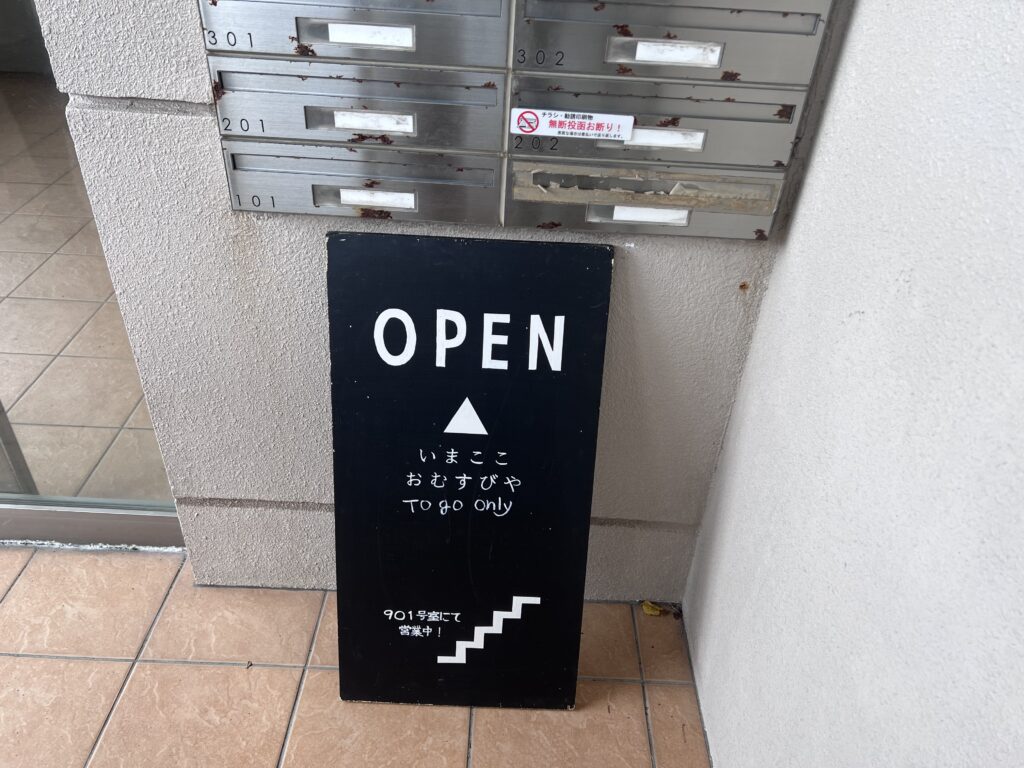 301
302
201
チラシ・勧誘印刷物
無断投函お断り！
202
101
OPEN
いまここ
おむすびや
To go only
901号室にて
営業中！